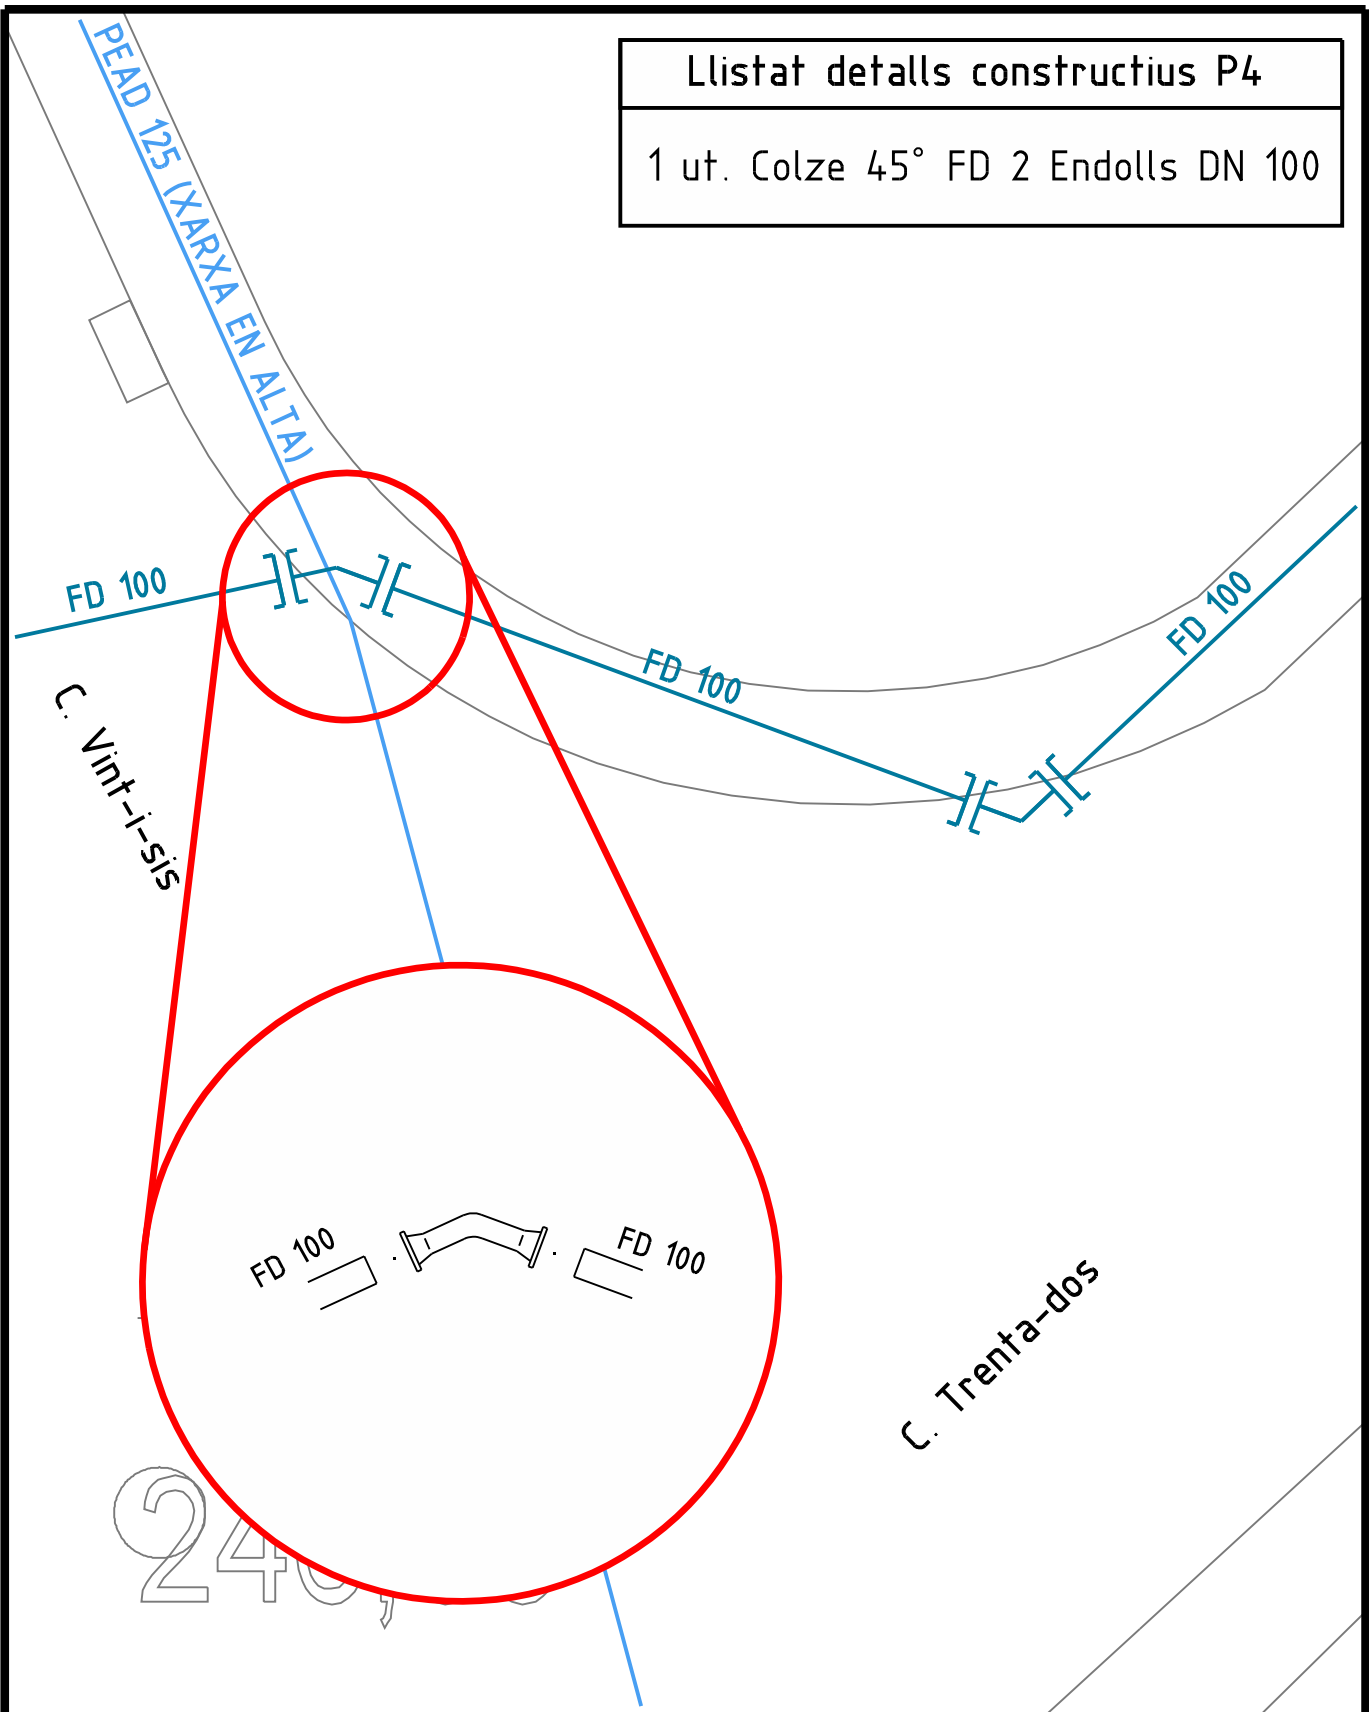 Llistat detalls constructius P4
1 ut. Colze 45° FD 2 Endolls DN 100
PEAD 125 (XARXA EN ALTA)
FD 100
FD 100
FD 100
C. Vint-i-sis
FD 100
FD 100
C. Trenta-dos